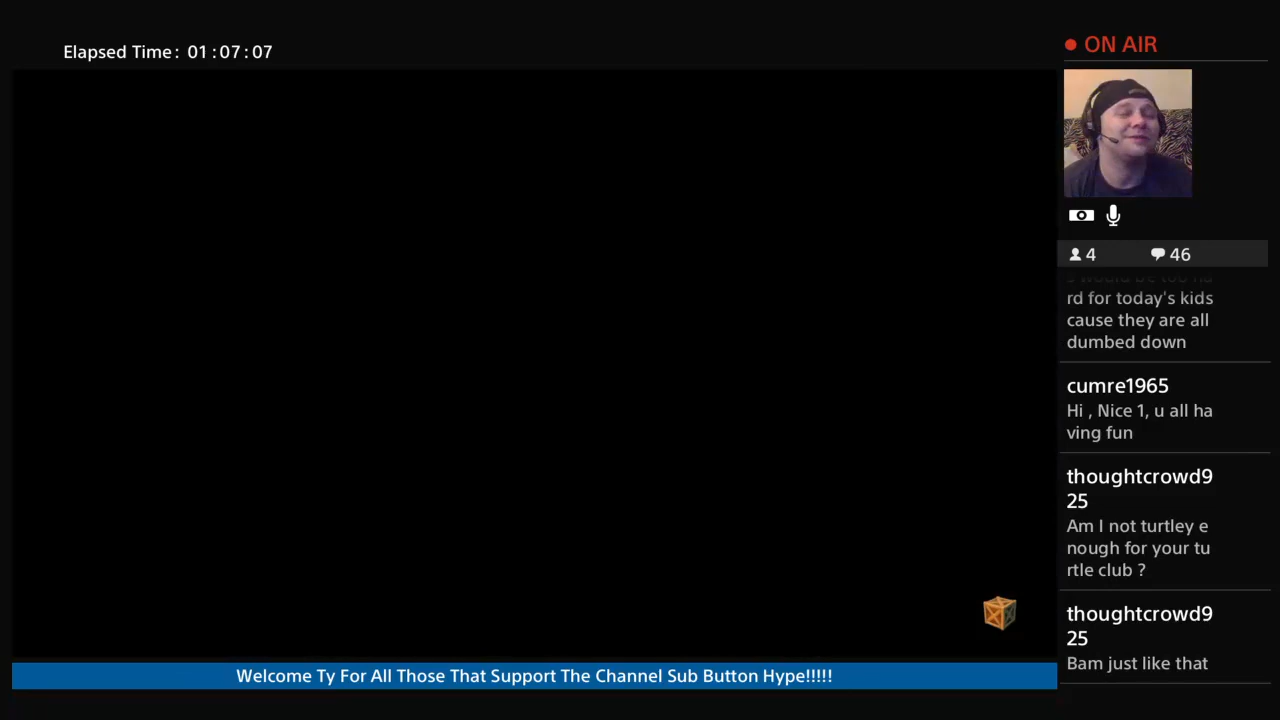 Elapsed Time: 01:07:07
ON AIR
4 46
rd for today's kids
cause they are all
dumbed down
cumre1965
Hi , Nice 1, u all ha
ving fun
thoughtcrowd9
25
Am I not turtley e
nough for your tu
rtle club ?
thoughtcrowd9
25
Bam just like that
Welcome Ty For All Those That Support The Channel Sub Button Hype!!!!!